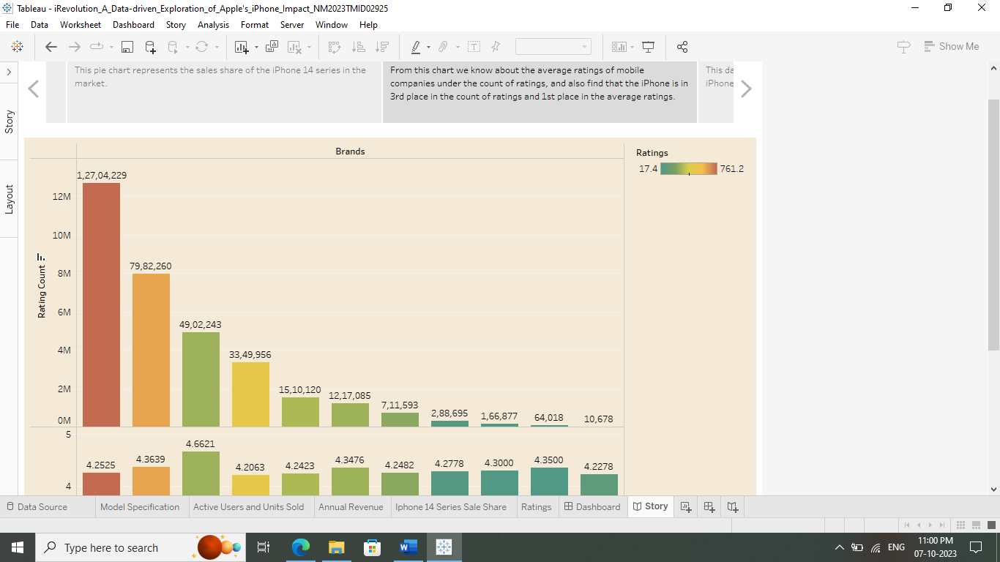 Tableau - iRevolution_A_Data-driven_Exploration_of_Apple's_iPhone_Impact_NM2023TMID02925
File Data Worksheet Dashboard Story Analysis Format Server Window Help
Show Me
This pie chart represents the sales share of the iPhone 14 series in the
market.
From this chart we know about the average ratings of mobile
companies under the count of ratings, and also find that the iPhone is in
3rd place in the count of ratings and 1st place in the average ratings.
This da
iPhone
Story
Layout
Brands
Ratings
17.4 761.2
Rating Count
12M
10M
8M
6M
4M
2M
0M
1,27,04,229
79,82,260
49,02,243
33,49,956
15,10,120
12,17,085
7,11,593
2,88,695
1,66,877
64,018
10,678
5
4
4.2525
4.3639
4.6621
4.2063
4.2423
4.3476
4.2482
4.2778
4.3000
4.3500
4.2278
Data Source Model Specification Active Users and Units Sold Annual Revenue Iphone 14 Series Sale Share Ratings Dashboard Story
Type here to search
W
ENG
11:00 PM
07-10-2023